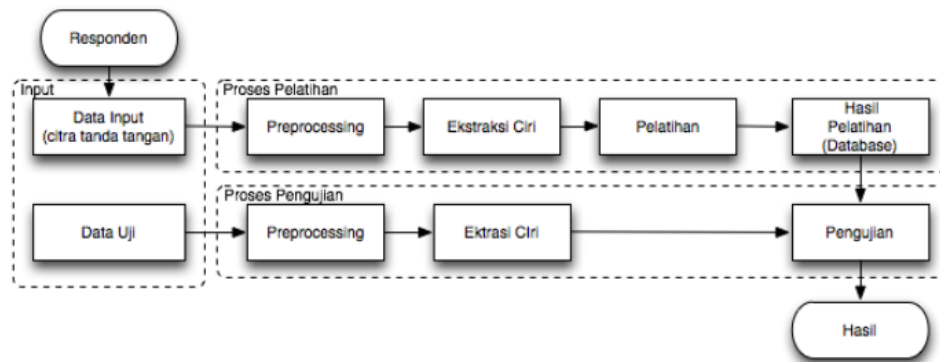 Responden
Input
Data Input
(citra tanda tangan)
Proses Pelatihan
Preprocessing
Ekstraksi Ciri
Pelatihan
Hasil
Pelatihan
(Database)
Data Uji
Proses Pengujian
Preprocessing
Ektrasi CIri
Pengujian
Hasil